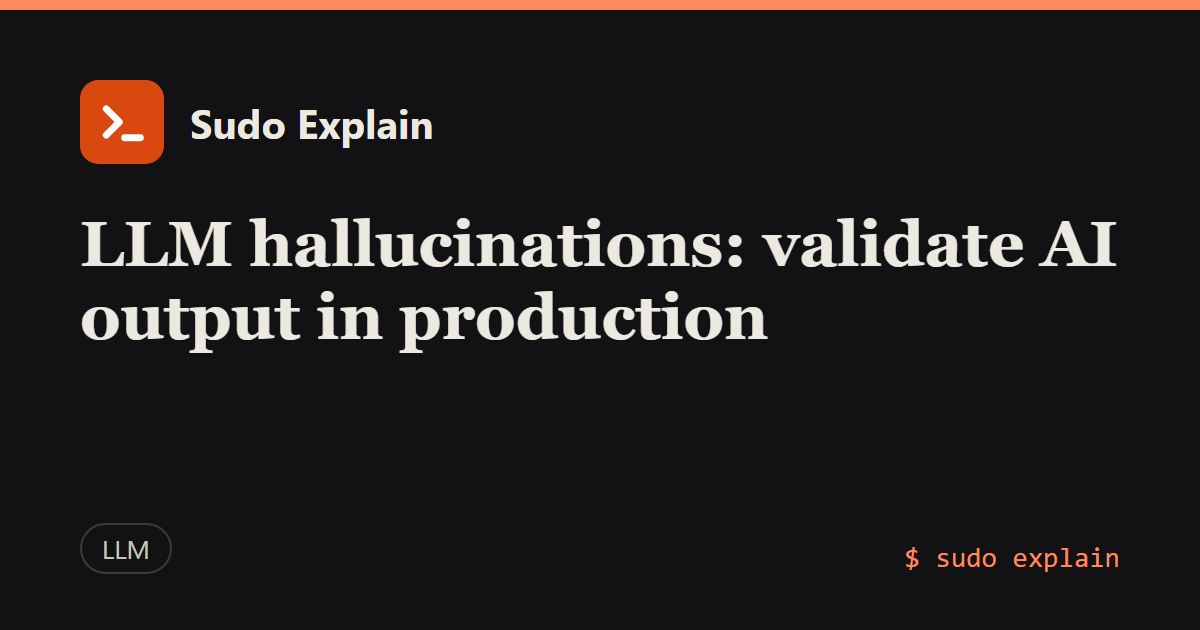 Sudo Explain
LLM hallucinations: validate AI
output in production
LLM
$ sudo explain